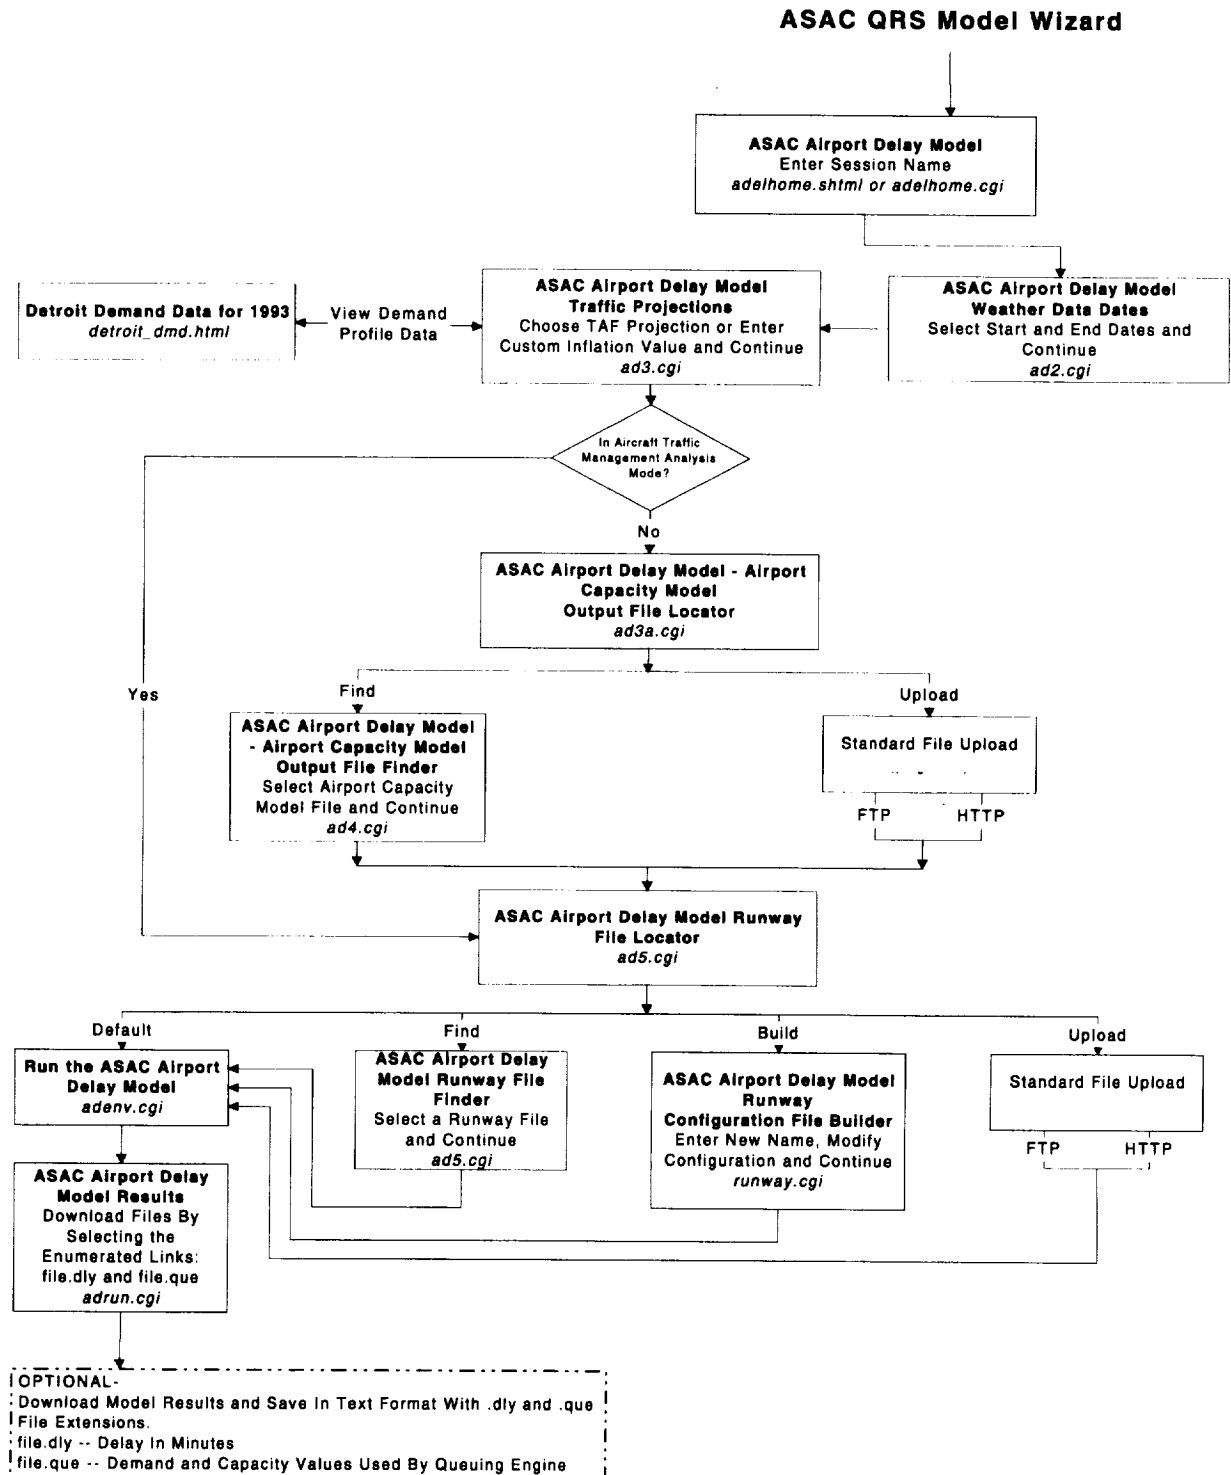 ASAC QRS Model Wizard
ASAC Airport Delay Model
Enter Session Name
adelhome.shtml or adelhome.cgi
Detroit Demand Data for 1993
detroit_dmd.html
View Demand
Profile Data
ASAC Airport Delay Model
Traffic Projections
Choose TAF Projection or Enter
Custom Inflation Value and Continue
ad3.cgi
ASAC Airport Delay Model
Weather Data Dates
Select Start and End Dates and
Continue
ad2.cgi
In Aircraft Traffic
Management Analysis
Mode?
No
ASAC Airport Delay Model - Airport
Capacity Model
Output File Locator
ad3a.cgi
Yes
Find
Upload
ASAC Airport Delay Model
- Airport Capacity Model
Output File Finder
Select Airport Capacity
Model File and Continue
ad4.cgi
Standard File Upload
FTP
HTTP
ASAC Airport Delay Model Runway
File Locator
ad5.cgi
Default
Find
Build
Upload
Run the ASAC Airport
Delay Model
adenv.cgi
ASAC Airport Delay
Model Runway File
Finder
Select a Runway File
and Continue
ad5.cgi
ASAC Airport Delay Model
Runway
Configuration File Builder
Enter New Name, Modify
Configuration and Continue
runway.cgi
Standard File Upload
FTP
HTTP
ASAC Airport Delay
Model Results
Download Files By
Selecting the
Enumerated Links:
file.dly and file.que
adrun.cgi
OPTIONAL-
Download Model Results and Save In Text Format With .dly and .que
File Extensions.
file.dly -- Delay In Minutes
file.que -- Demand and Capacity Values Used By Queuing Engine